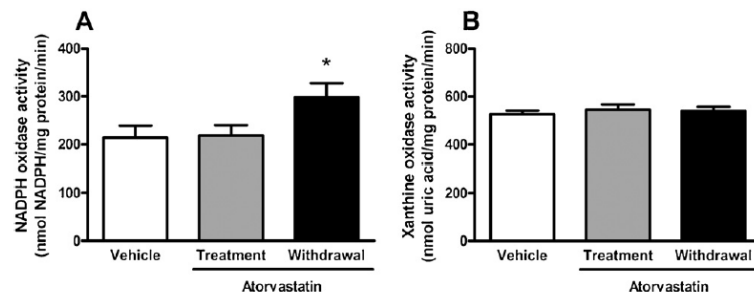 A
NADPH oxidase activity
(nmol NADPH/mg protein/min)
400
300
200
100
0
*
Vehicle
Treatment
Withdrawal
Atorvastatin
B
Xanthine oxidase activity
(nmol uric acid/mg protein/min)
800
600
400
200
0
Vehicle
Treatment
Withdrawal
Atorvastatin